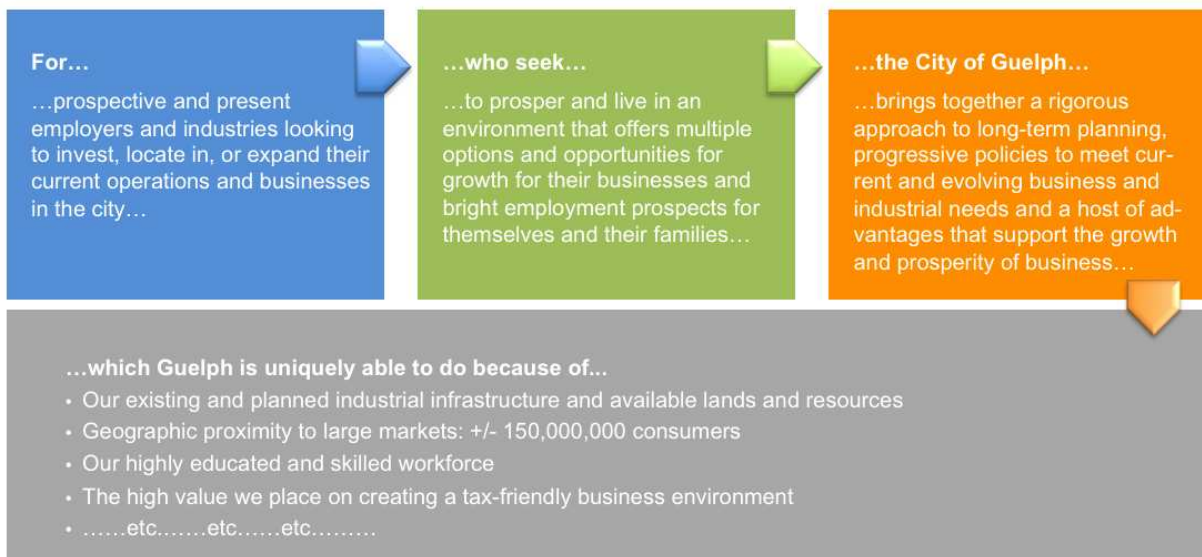 For…
…prospective and present
employers and industries looking
to invest, locate in, or expand their
current operations and businesses
in the city…
…who seek…
…to prosper and live in an
environment that offers multiple
options and opportunities for
growth for their businesses and
bright employment prospects for
themselves and their families…
…the City of Guelph…
…brings together a rigorous
approach to long-term planning,
progressive policies to meet cur-
rent and evolving business and
industrial needs and a host of ad-
vantages that support the growth
and prosperity of business…
…which Guelph is uniquely able to do because of...
• Our existing and planned industrial infrastructure and available lands and resources
• Geographic proximity to large markets: +/- 150,000,000 consumers
• Our highly educated and skilled workforce
• The high value we place on creating a tax-friendly business environment
• ……etc.……etc……etc………